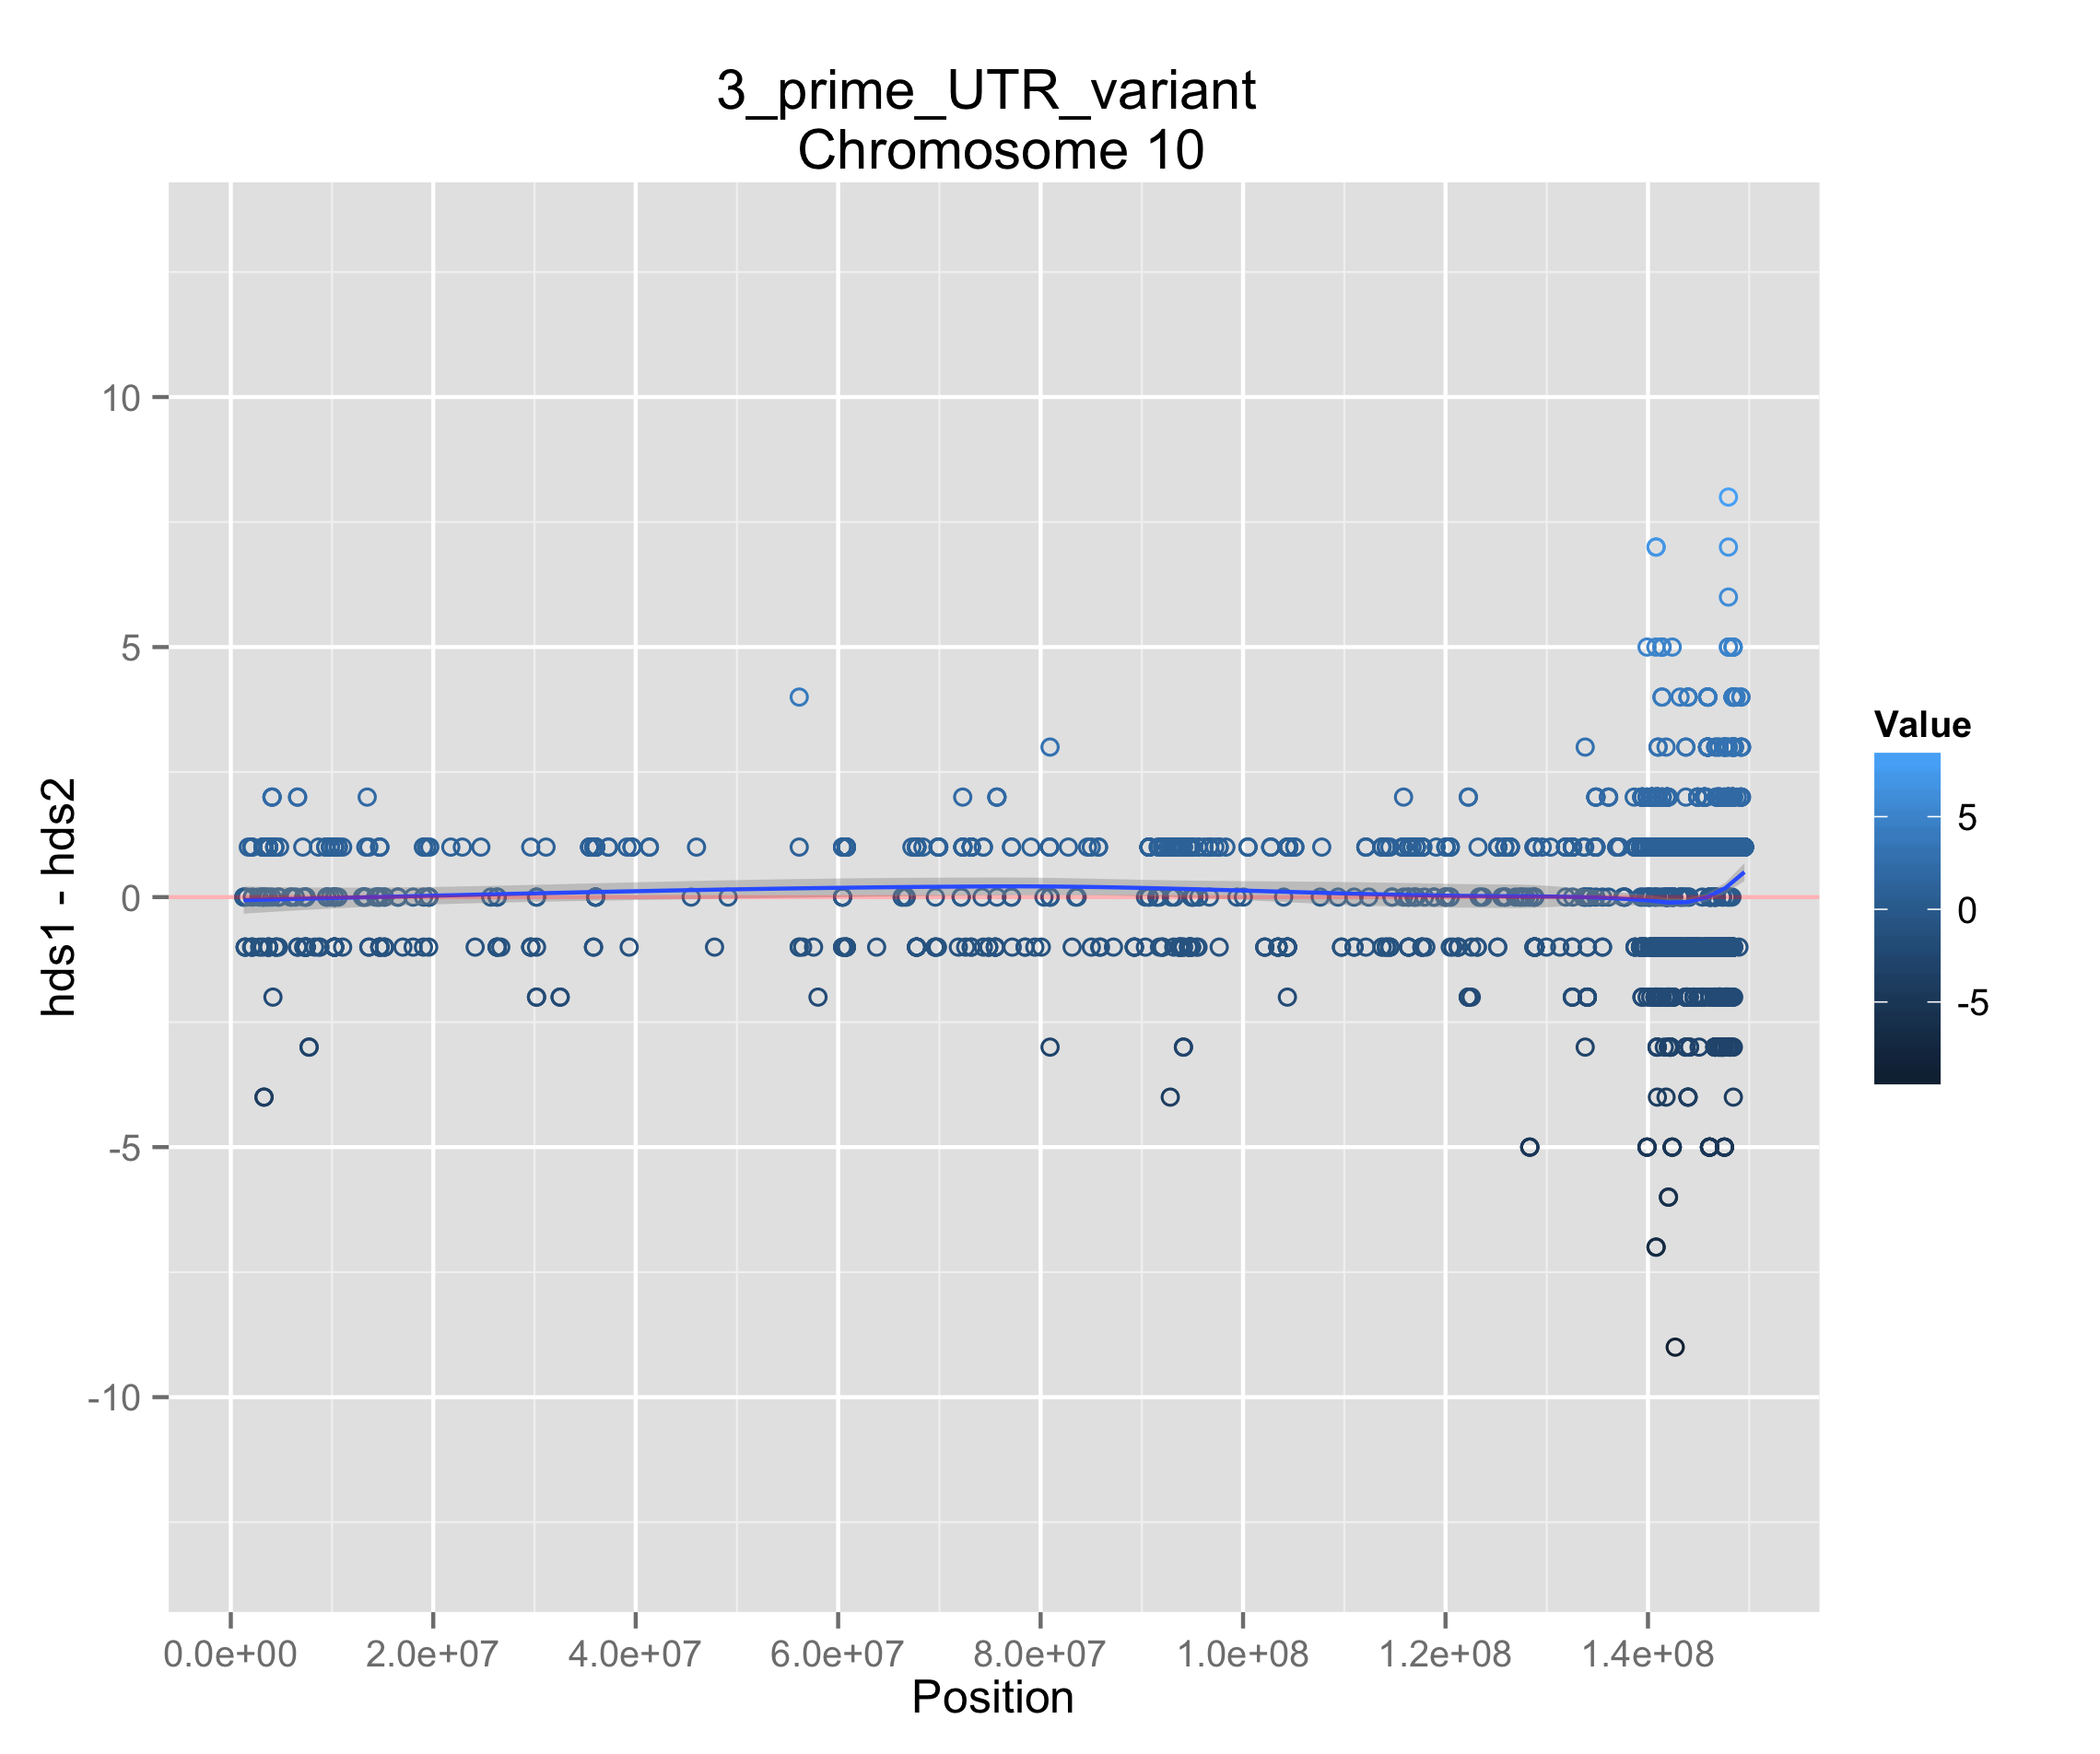 3_prime_UTR_variant
Chromosome 10
hds1 - hds2
10
5
0
-5
-10
0.0e+00 2.0e+07 4.0e+07 6.0e+07 8.0e+07 1.0e+08 1.2e+08 1.4e+08
Position
Value
5
0
-5